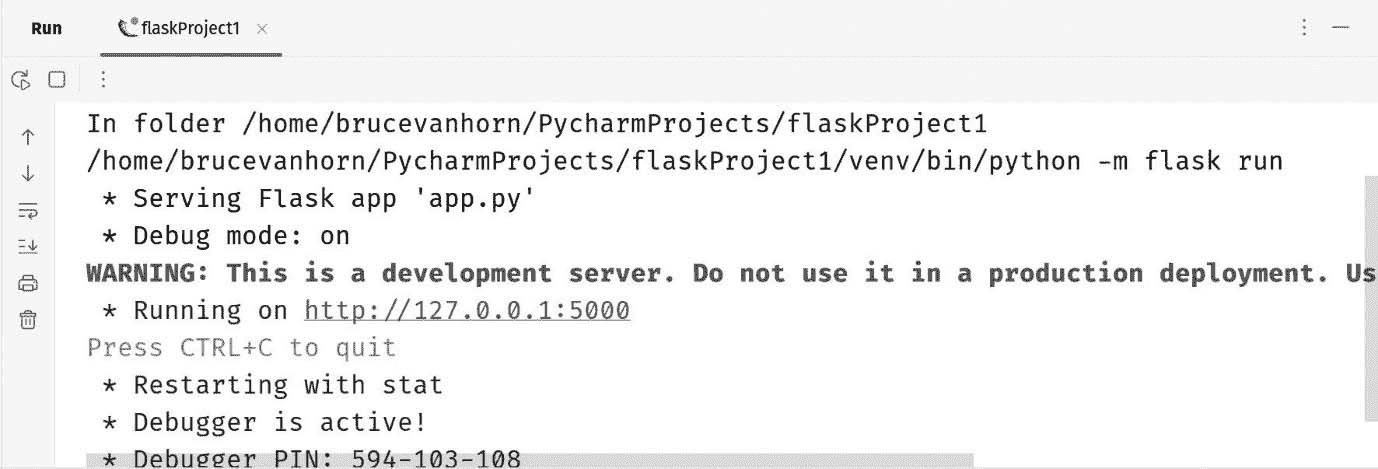 Run flaskProject1
In folder /home/brucevanhorn/PycharmProjects/flaskProject1
/home/brucevanhorn/PycharmProjects/flaskProject1/venv/bin/python -m flask run
* Serving Flask app 'app.py'
* Debug mode: on
WARNING: This is a development server. Do not use it in a production deployment. Us
* Running on http://127.0.0.1:5000
Press CTRL+C to quit
* Restarting with stat
* Debugger is active!
* Debugger PIN: 594-103-108